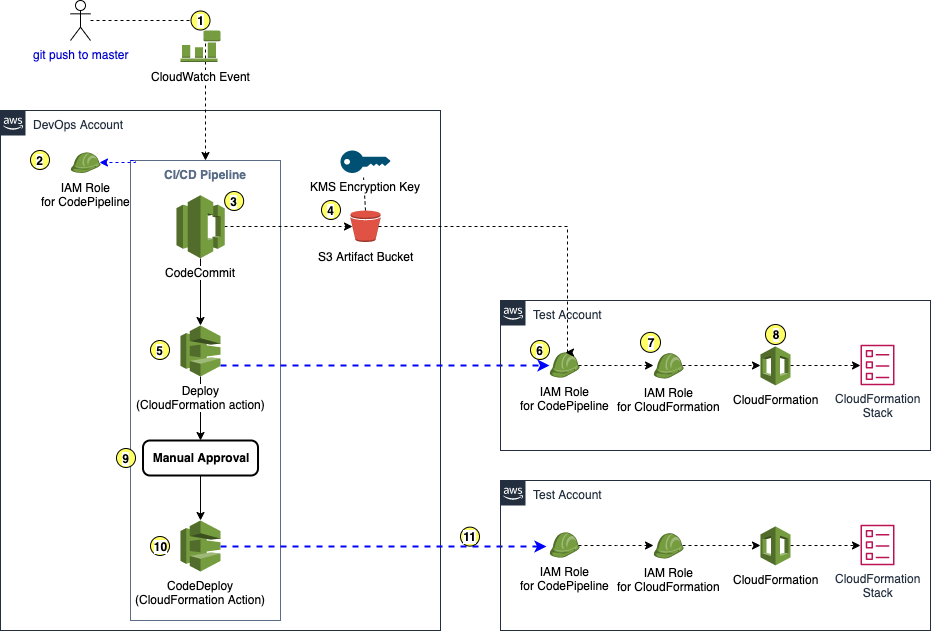 1
git push to master
CloudWatch Event
aws
DevOps Account
2
IAM Role
for CodePipeline
CI/CD Pipeline
3
CodeCommit
KMS Encryption Key
4
S3 Artifact Bucket
5
Deploy
(CloudFormation action)
9
Manual Approval
10
CodeDeploy
(CloudFormation Action)
aws
Test Account
6
IAM Role
for CodePipeline
7
IAM Role
for CloudFormation
8
CloudFormation
CloudFormation
Stack
11
aws
Test Account
IAM Role
for CodePipeline
IAM Role
for CloudFormation
CloudFormation
CloudFormation
Stack